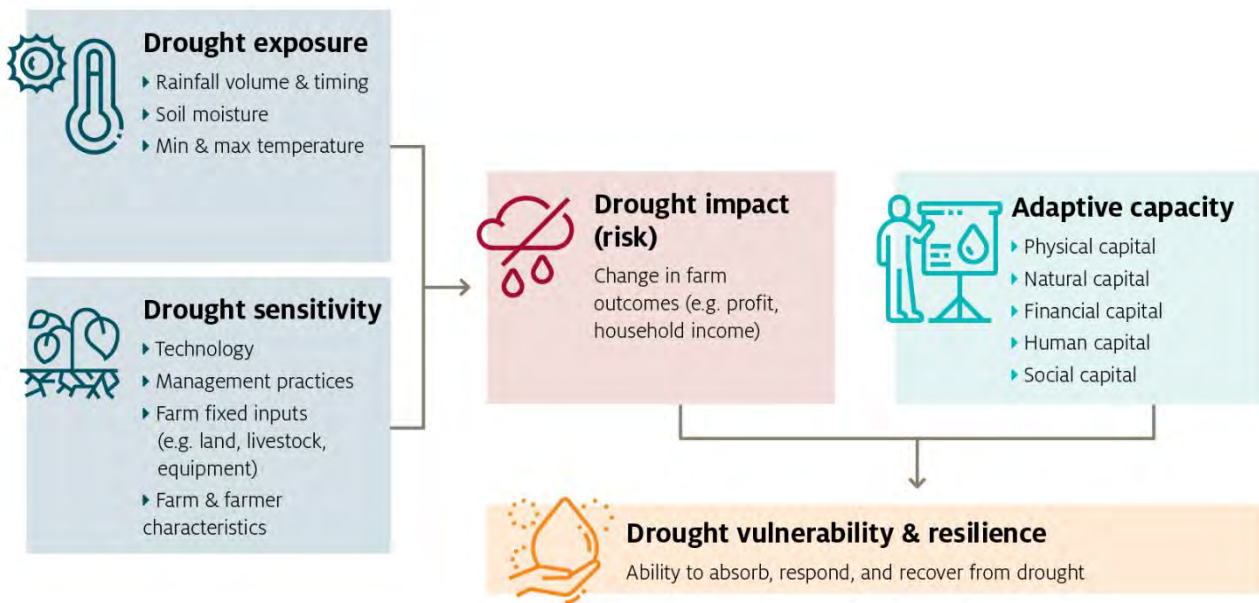 Drought exposure
Rainfall volume & timing
Soil moisture
Min & max temperature
Drought sensitivity
Technology
Management practices
Farm fixed inputs
(e.g. land, livestock,
equipment)
Farm & farmer
characteristics
Drought impact
(risk)
Change in farm
outcomes (e.g. profit,
household income)
Adaptive capacity
Physical capital
Natural capital
Financial capital
Human capital
Social capital
Drought vulnerability & resilience
Ability to absorb, respond, and recover from drought